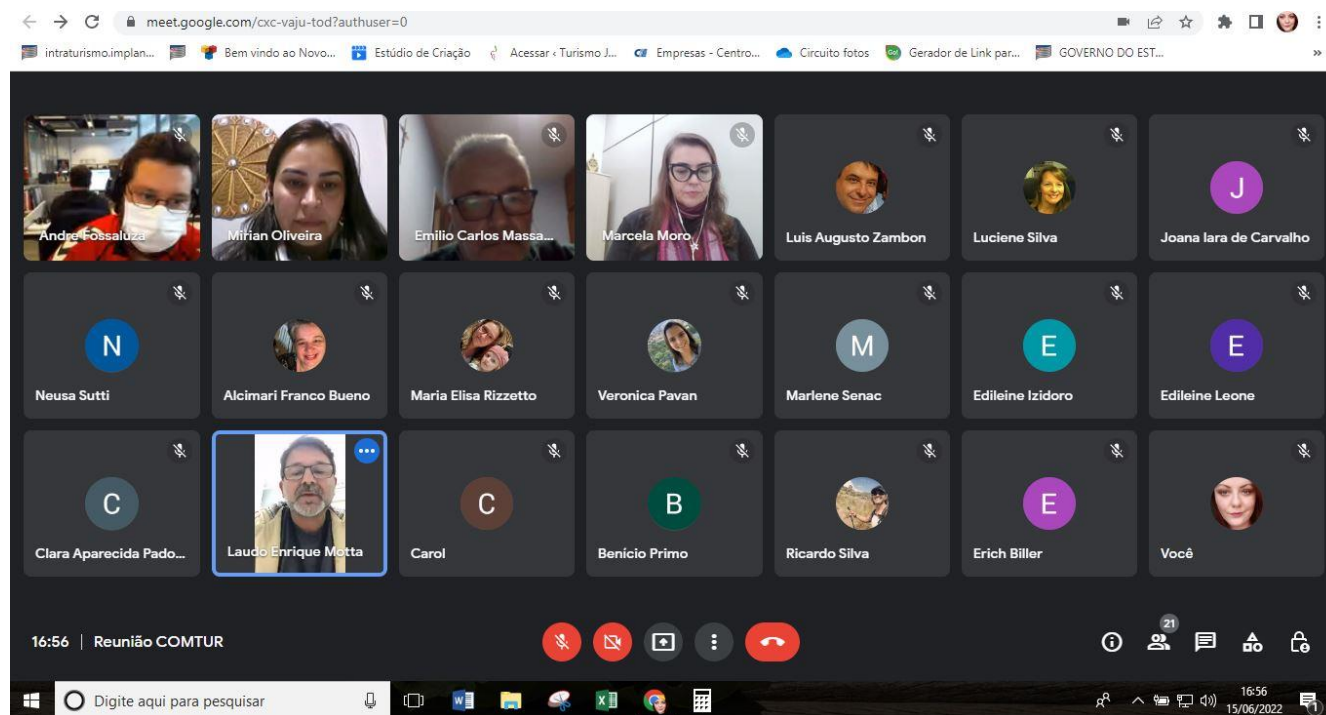 meet.google.com/cxc-vaju-tod?authuser=0
intraturismo.implan... Bem vindo ao Novo... Estúdio de Criação Acessar ‹ Turismo J... Empresas - Centro... Circuito fotos Gerador de Link par... GOVERNO DO EST... »
Andre Fossaluza Mirian Oliveira Emilio Carlos Massa... Marcela Moro Luis Augusto Zambon Luciene Silva J Joana Iara de Carvalho
N Neusa Sutti Alcimari Franco Bueno Maria Elisa Rizzetto Veronica Pavan M Marlene Senac E Edileine Izidoro E Edileine Leone
C Clara Aparecida Pado... Laudo Enrique Motta C Carol B Benício Primo Ricardo Silva E Erich Biller Você
16:56 | Reunião COMTUR 21
Digite aqui para pesquisar 16:56
15/06/2022 1